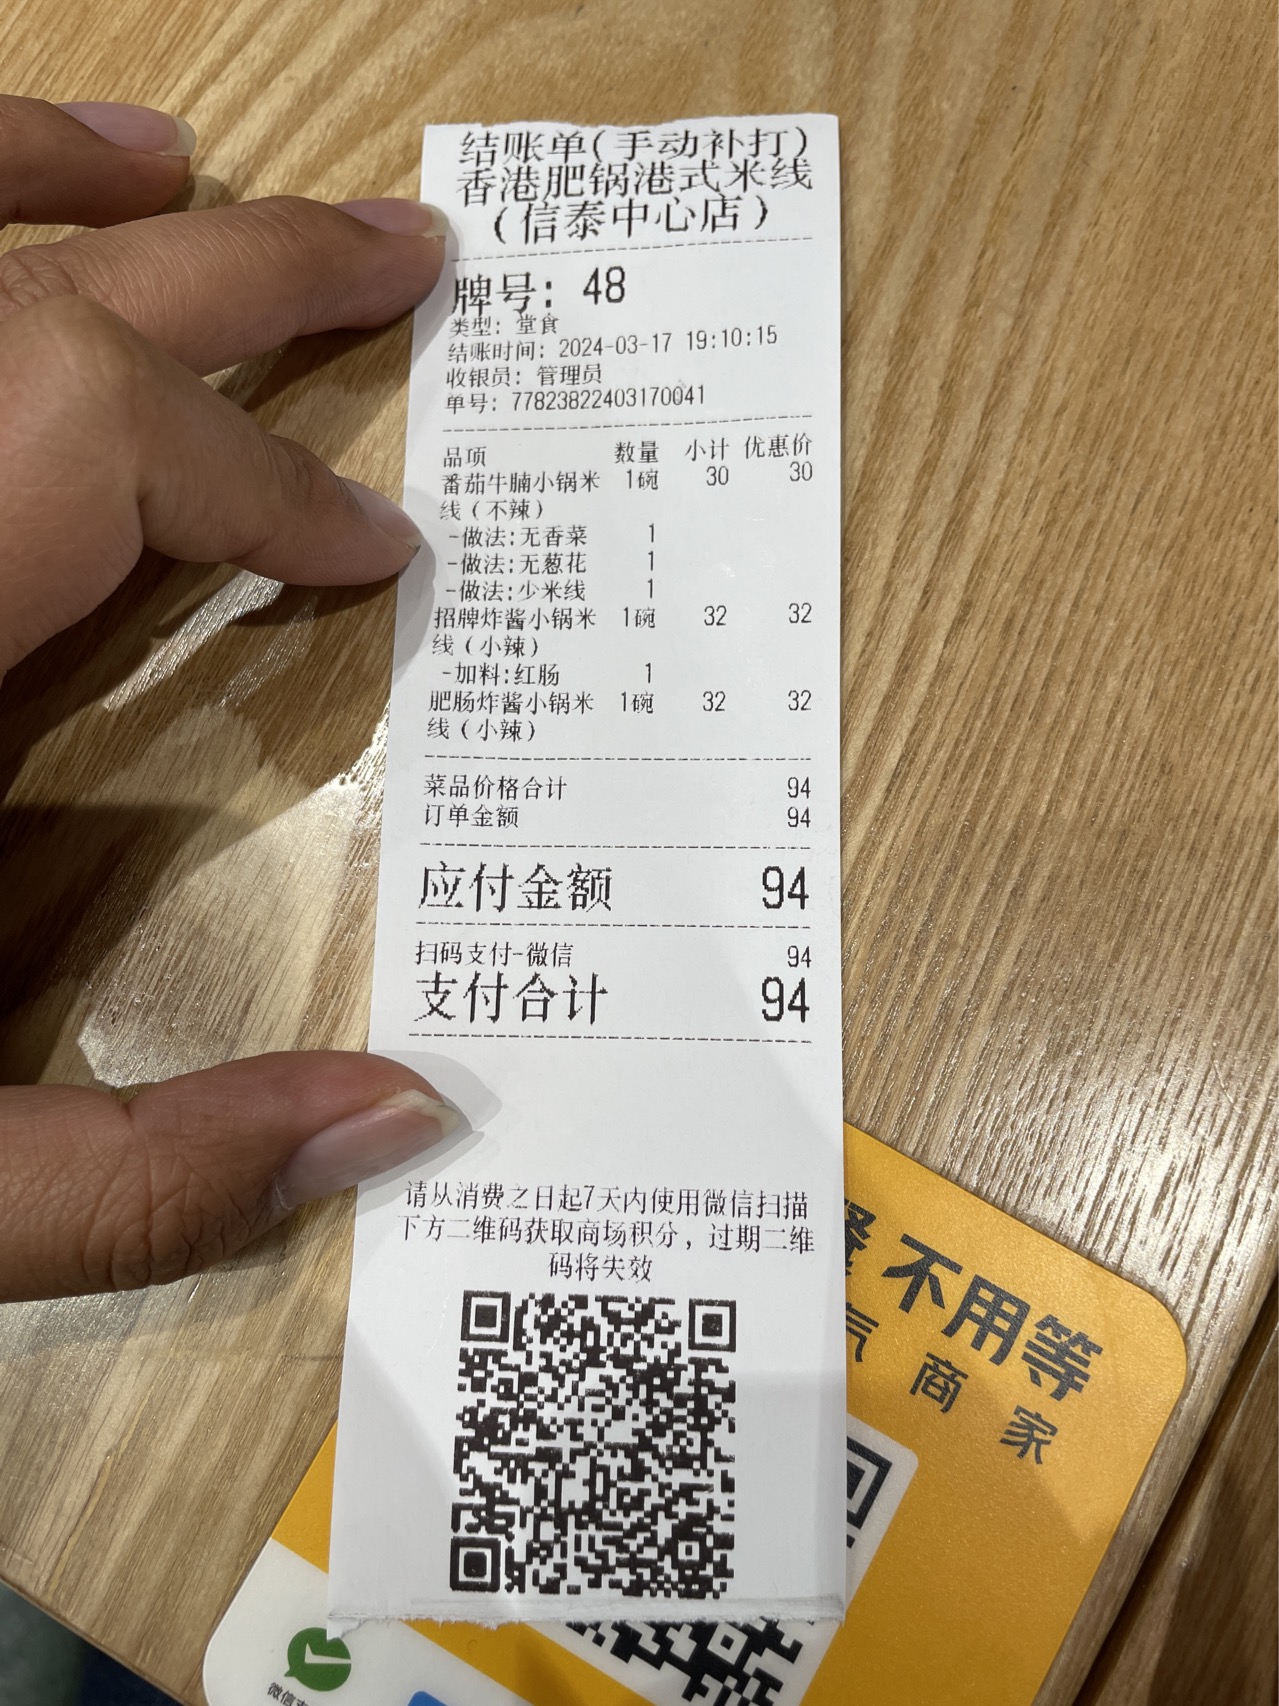 结账单(手动补打)
香港肥锅港式米线
(信泰中心店)
牌号: 48
类型: 堂食
结账时间: 2024-03-17 19:10:15
收银员: 管理员
单号: 77823822403170041
品项 数量 小计 优惠价
番茄牛腩小锅米 1碗 30 30
线(不辣)
-做法:无香菜 1
-做法:无葱花 1
-做法:少米线 1
招牌炸酱小锅米 1碗 32 32
线(小辣)
-加料:红肠 1
肥肠炸酱小锅米 1碗 32 32
线(小辣)
菜品价格合计 94
订单金额 94
应付金额 94
扫码支付-微信 94
支付合计 94
请从消费之日起7天内使用微信扫描
下方二维码获取商场积分,过期二维
码将失效
不用等
商家
微信